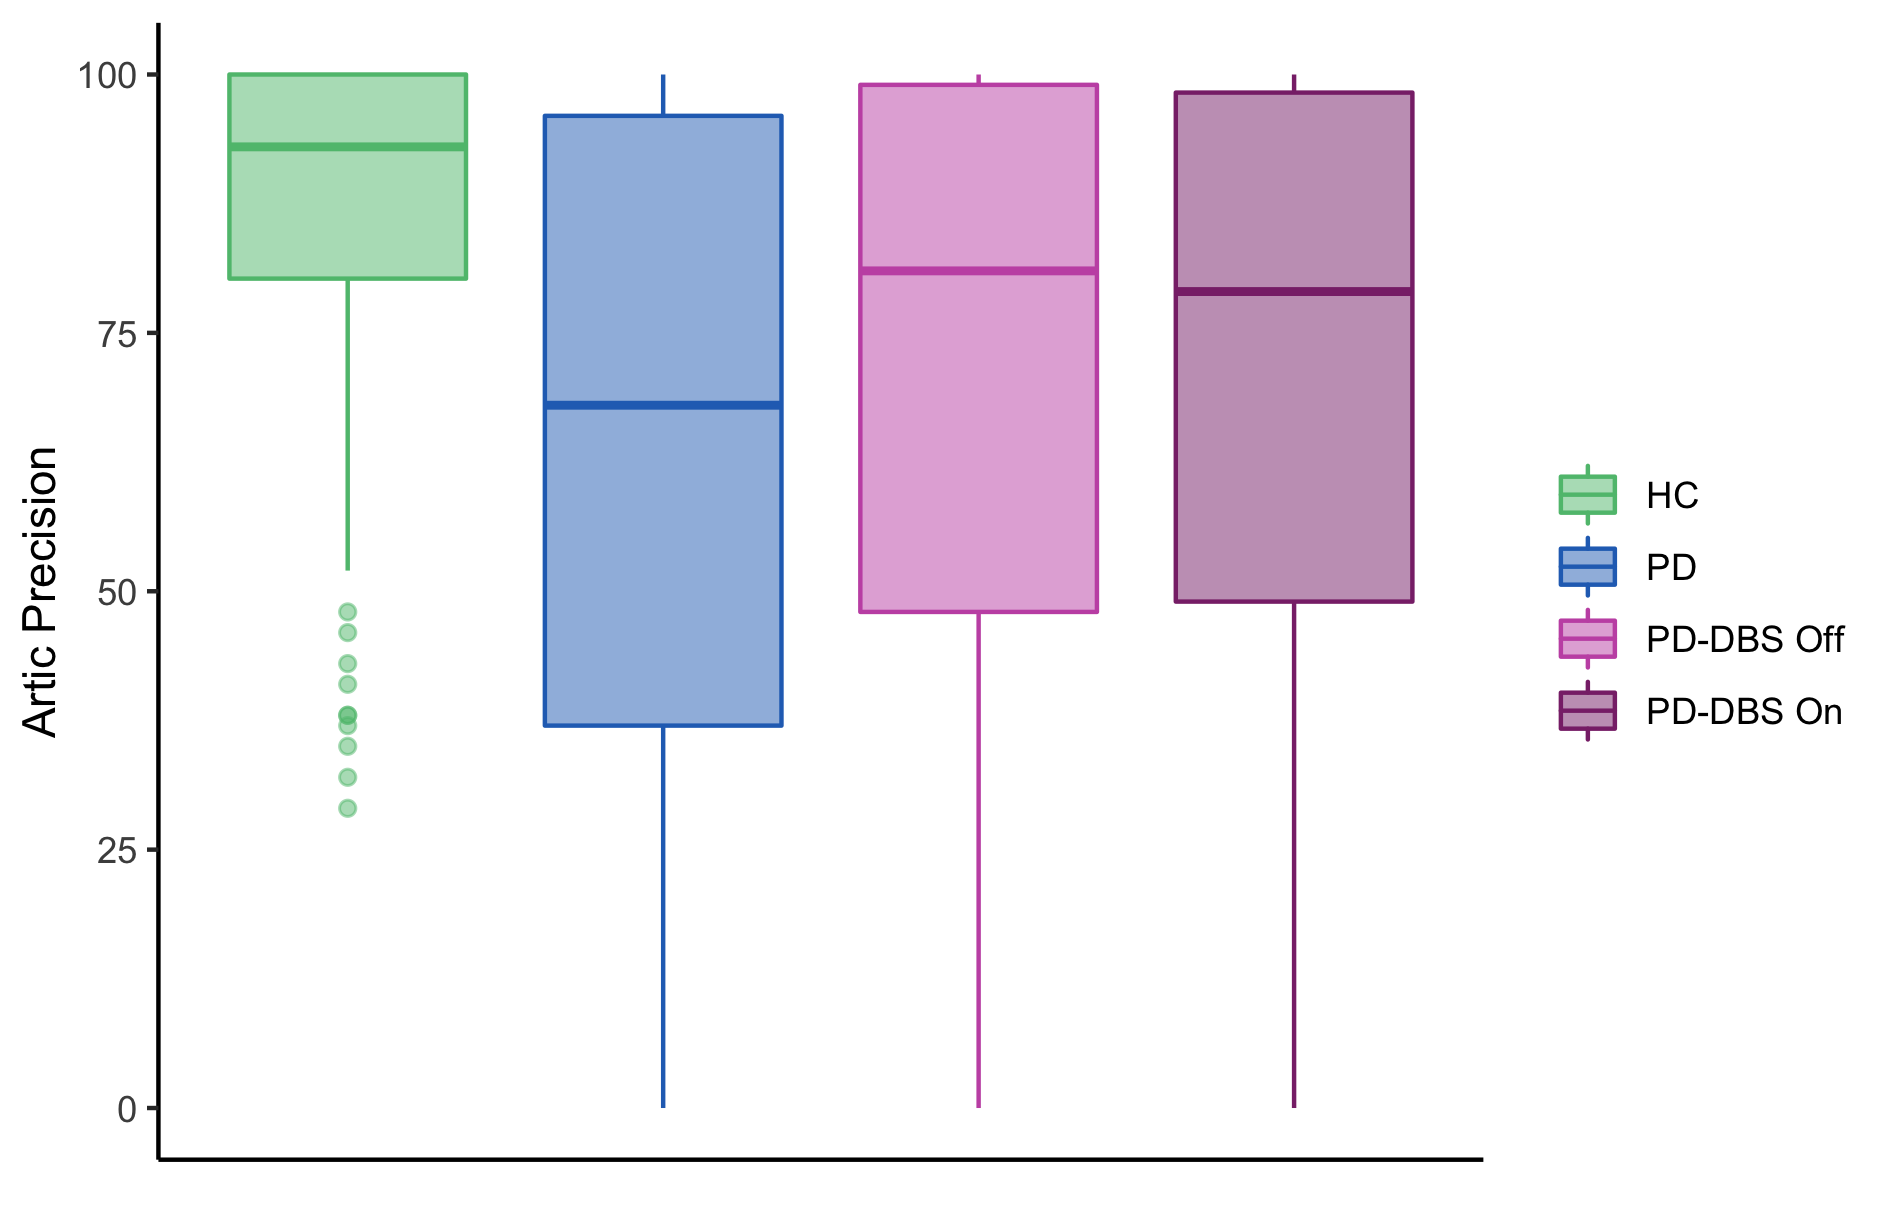 Artic Precision
100
75
50
25
0
HC
PD
PD-DBS Off
PD-DBS On